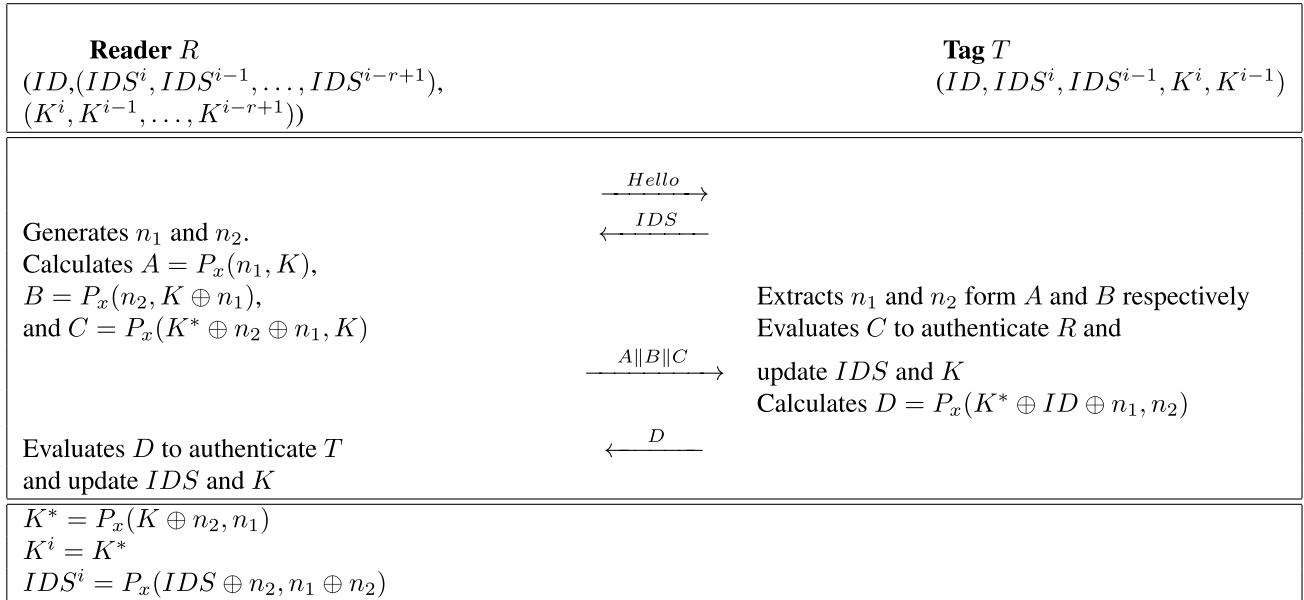 Reader R
(ID,(IDS^i, IDS^{i−1}, . . . , IDS^{i−r+1}),
(K^i, K^{i−1}, . . . , K^{i−r+1}))
Tag T
(ID, IDS^i, IDS^{i−1}, K^i, K^{i−1})
Hello
IDS
Generates n_1 and n_2.
Calculates A = P_x(n_1, K),
B = P_x(n_2, K ⊕ n_1),
and C = P_x(K^* ⊕ n_2 ⊕ n_1, K)
A∥B∥C
Extracts n_1 and n_2 form A and B respectively
Evaluates C to authenticate R and
update IDS and K
Calculates D = P_x(K^* ⊕ ID ⊕ n_1, n_2)
D
Evaluates D to authenticate T
and update IDS and K
K^* = P_x(K ⊕ n_2, n_1)
K^i = K^*
IDS^i = P_x(IDS ⊕ n_2, n_1 ⊕ n_2)